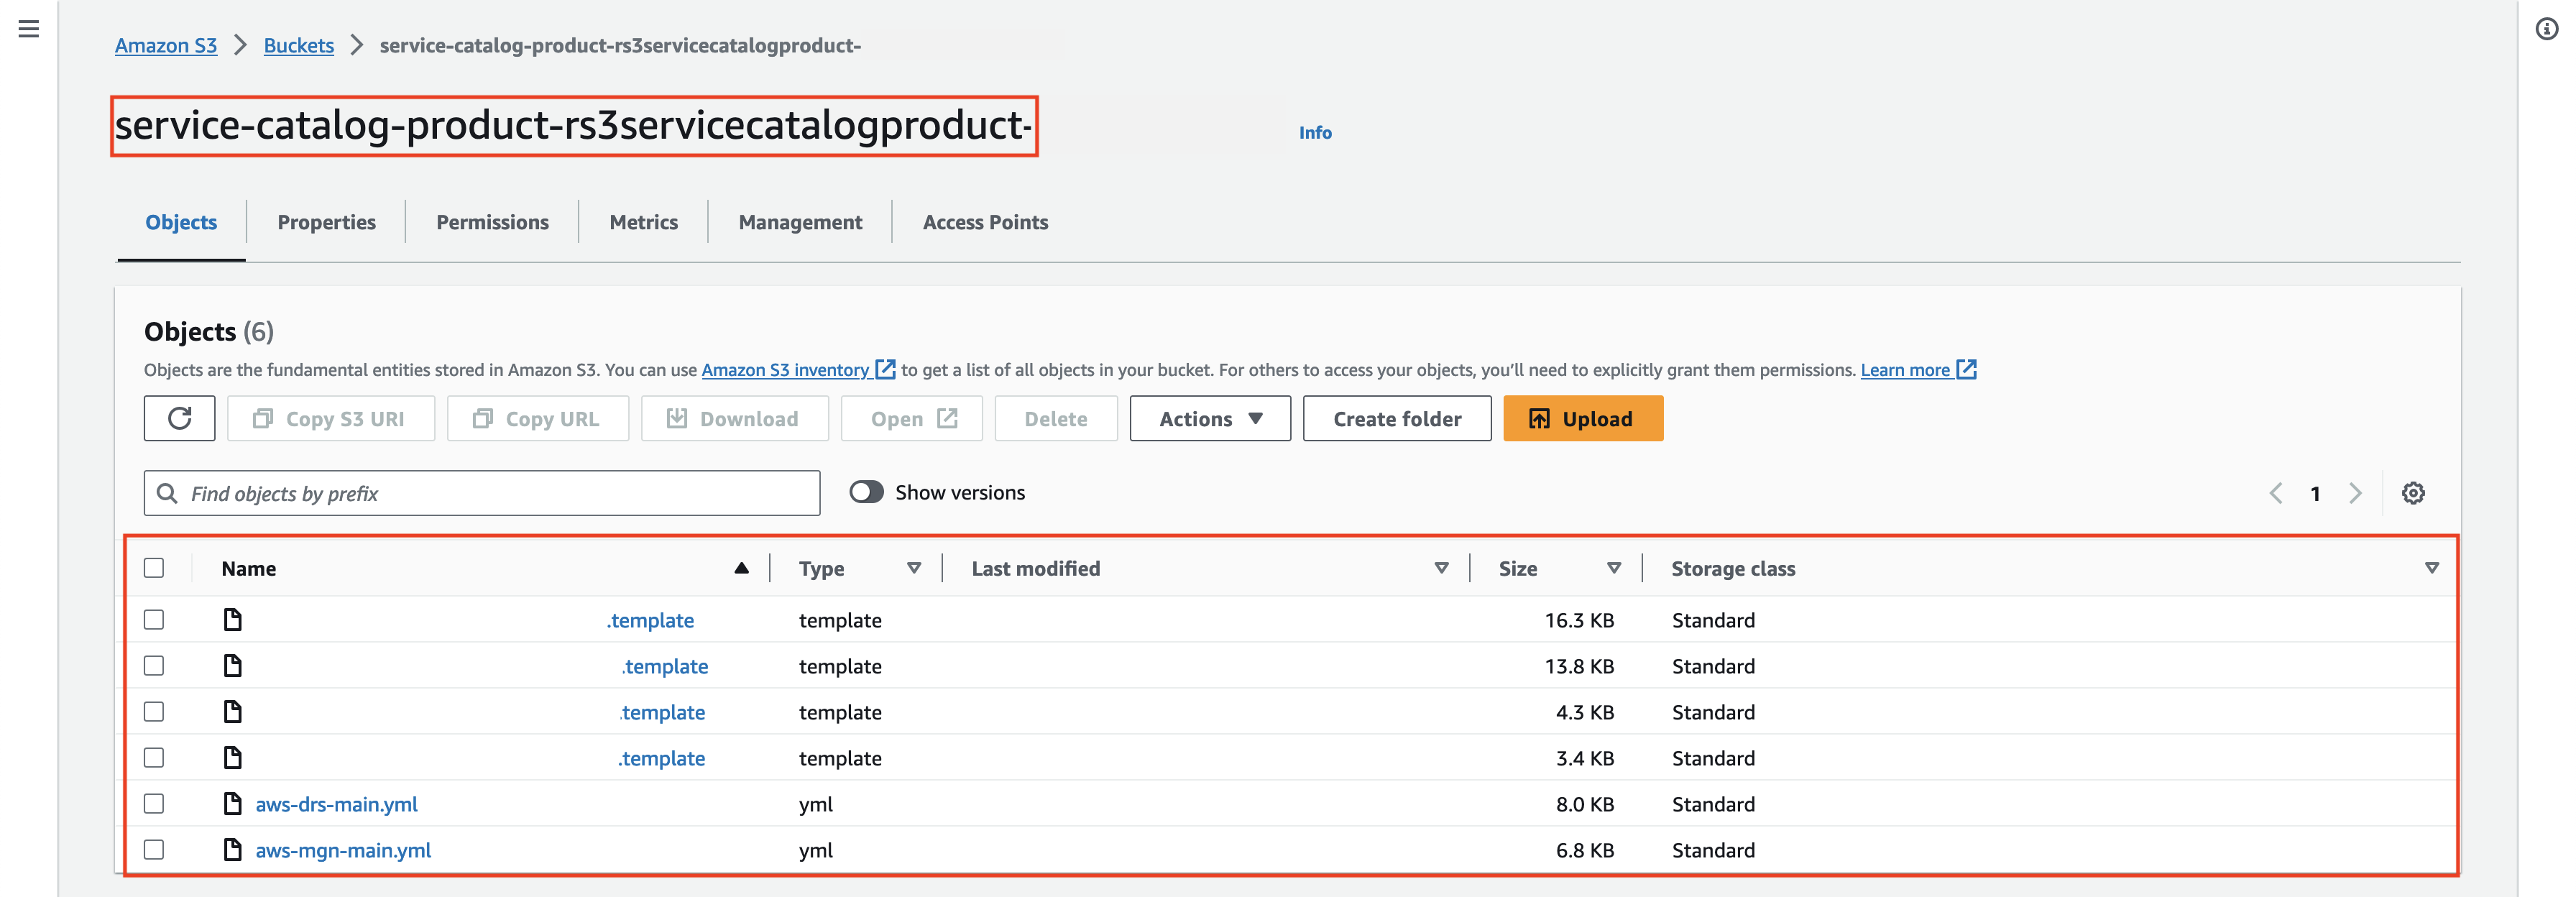 Amazon S3 > Buckets > service-catalog-product-rs3servicecatalogproduct-
service-catalog-product-rs3servicecatalogproduct- Info
Objects Properties Permissions Metrics Management Access Points
Objects (6)
Objects are the fundamental entities stored in Amazon S3. You can use Amazon S3 inventory to get a list of all objects in your bucket. For others to access your objects, you'll need to explicitly grant them permissions. Learn more
Copy S3 URI Copy URL Download Open Delete Actions Create folder Upload
Find objects by prefix Show versions 1
Name Type Last modified Size Storage class
.template template 16.3 KB Standard
.template template 13.8 KB Standard
.template template 4.3 KB Standard
.template template 3.4 KB Standard
aws-drs-main.yml yml 8.0 KB Standard
aws-mgn-main.yml yml 6.8 KB Standard